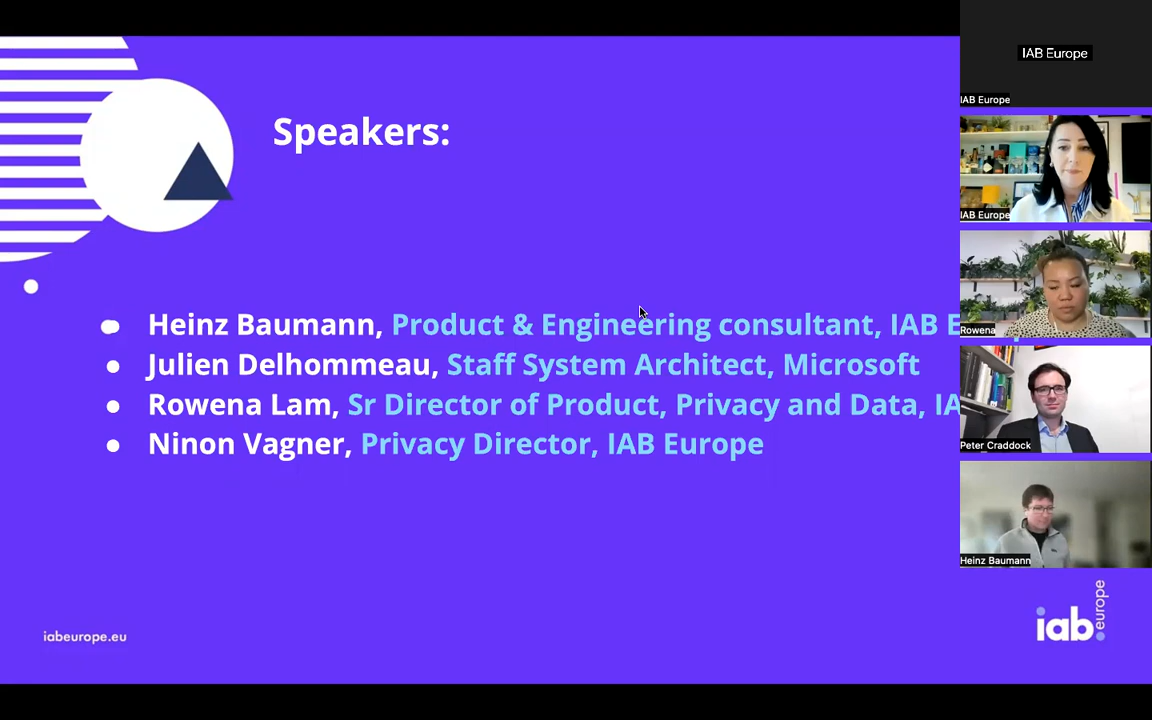 Speakers:
Heinz Baumann, Product & Engineering consultant, IAB
Julien Delhommeau, Staff System Architect, Microsoft
Rowena Lam, Sr Director of Product, Privacy and Data,
Ninon Vagner, Privacy Director, IAB Europe
iabeurope.eu
iab europe
IAB Europe
IAB Europe
IAB Europe
Rowena
Peter Craddock
Heinz Baumann